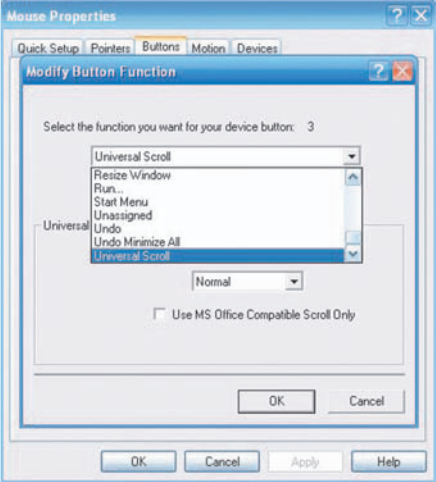 Mouse Properties
Quick Setup Pointers Buttons Motion Devices
Modify Button Function
Select the function you want for your device button: 3
Universal Scroll
Resize Window
Run...
Start Menu
Unassigned
Universal
Undo
Undo Minimize All
Universal Scroll
Normal
Use MS Office Compatible Scroll Only
OK Cancel
OK Cancel Apply Help